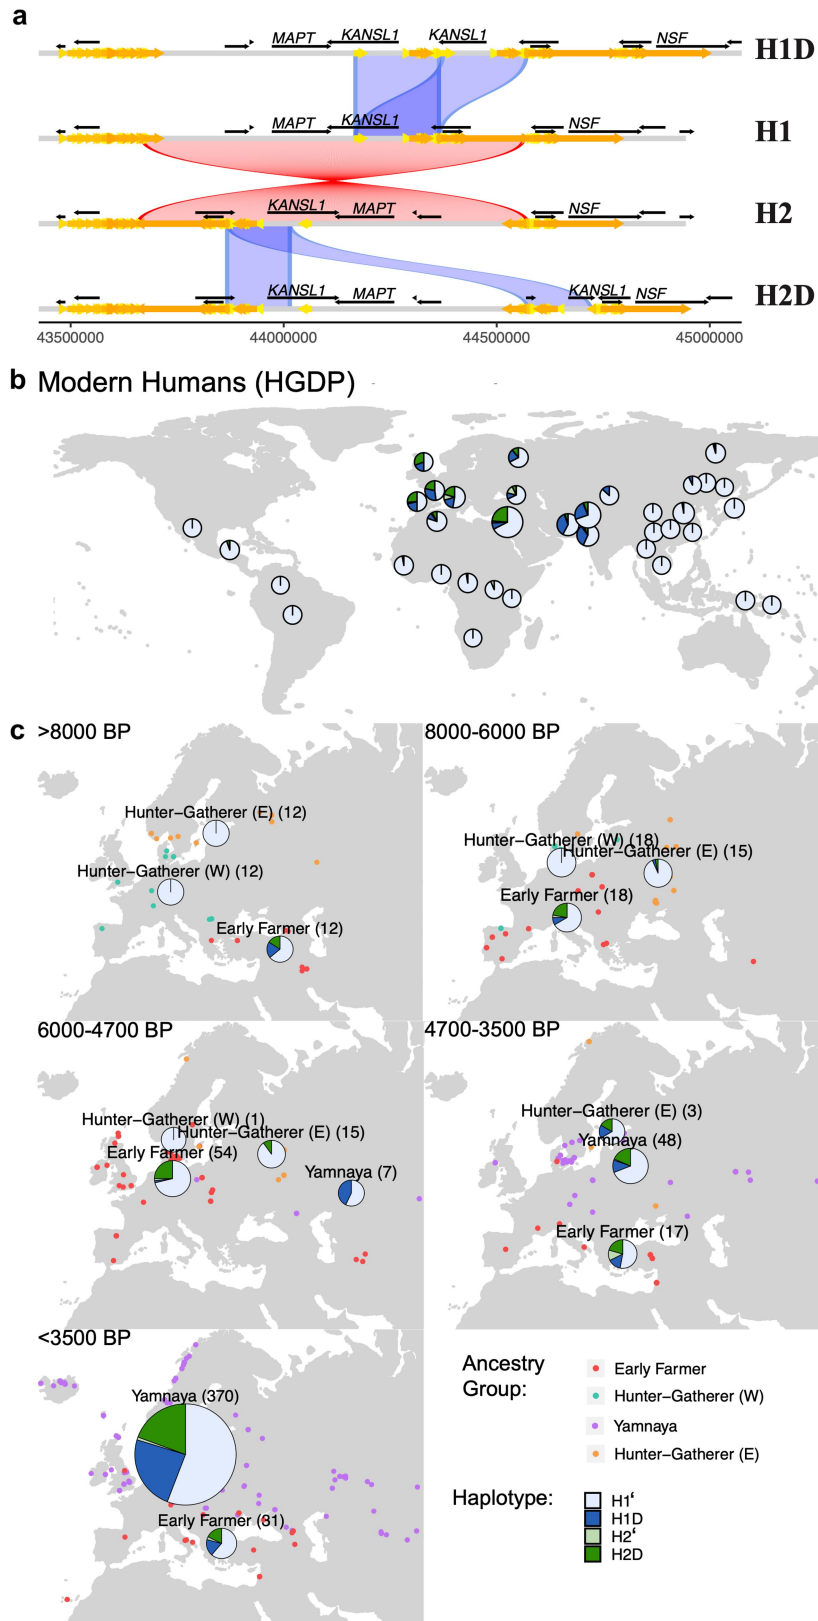 a
MAPT KANSL1 KANSL1 NSF H1D
MAPT KANSL1 NSF H1
KANSL1 MAPT NSF H2
KANSL1 MAPT KANSL1 NSF H2D
43500000 44000000 44500000 45000000
b Modern Humans (HGDP)
c >8000 BP
Hunter-Gatherer (E) (12)
Hunter-Gatherer (W) (12)
Early Farmer (12)
8000-6000 BP
Hunter-Gatherer (W) (18)
Hunter-Gatherer (E) (15)
Early Farmer (18)
6000-4700 BP
Hunter-Gatherer (W) (1)
Hunter-Gatherer (E) (15)
Early Farmer (54)
Yamnaya (7)
4700-3500 BP
Hunter-Gatherer (E) (3)
Yamnaya (48)
Early Farmer (17)
<3500 BP
Yamnaya (370)
Early Farmer (31)
Ancestry
Group:
Early Farmer
Hunter-Gatherer (W)
Yamnaya
Hunter-Gatherer (E)
Haplotype:
H1‘
H1D
H2‘
H2D